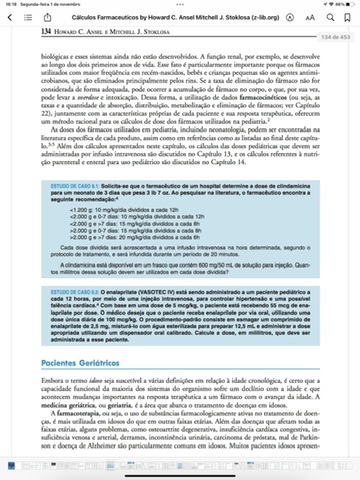 16:18 Segunda-feira 1 de novembro
Cálculos Farmaceuticos by Howard C. Ansel Mitchell J. Stoklosa (z-lib.org)
AA
134 HOWARD C. ANSEL E MITCHELL J. STOKLOSA
134 de 453
biológicas e esses sistemas ainda não estão desenvolvidos. A função renal, por exemplo, se desenvolve
ao longo dos dois primeiros anos de vida. Esse fato é particularmente importante porque os fármacos
utilizados com maior frequência em recém-nascidos, bebês e crianças pequenas são os agentes antimi-
crobianos, que são eliminados principalmente pelos rins. Se a taxa de eliminação do fármaco não for
considerada de forma adequada, pode ocorrer a acumulação de fármaco no corpo, o que, por sua vez,
pode levar a overdose e intoxicação. Dessa forma, a utilização de dados farmacocinéticos (ou seja, as
taxas e a quantidade de absorção, distribuição, metabolização e eliminação de fármacos; ver Capítulo
22), juntamente com as características próprias de cada paciente e sua resposta terapêutica, oferecem
um método racional para os cálculos de dose dos fármacos utilizados na pediatria.²
As doses dos fármacos utilizados em pediatria, incluindo neonatologia, podem ser encontradas na
literatura específica de cada produto, assim como em referências como as listadas ao final deste capítu-
lo.³⁻⁵ Além dos cálculos apresentados neste capítulo, os cálculos das doses pediátricas que devem ser
administradas por infusão intravenosa são discutidos no Capítulo 13, e os cálculos referentes à nutri-
ção parenteral e enteral para uso pediátrico são discutidos no Capítulo 14.
ESTUDO DE CASO 8.1: Solicita-se que o farmacêutico de um hospital determine a dose de clindamicina
para um neonato de 3 dias que pesa 3 lb 7 oz. Ao pesquisar na literatura, o farmacêutico encontra a
seguinte recomendação:⁴
<1.200 g: 10 mg/kg/dia divididos a cada 12h
<2.000 g e 0-7 dias: 10 mg/kg/dia divididos a cada 12h
<2.000 g e >7 dias: 15 mg/kg/dia divididos a cada 8h
>2.000 g e 0-7 dias: 15 mg/kg/dia divididos a cada 8h
>2.000 g e >7 dias: 20 mg/kg/dia divididos a cada 6h
Cada dose dividida será acrescentada a uma infusão intravenosa na hora determinada, segundo o
protocolo de tratamento, e será infundida durante um período de 20 minutos.
A clindamicina está disponível em um frasco que contém 600 mg/50 mL de solução para injeção. Quan-
tos mililitros dessa solução devem ser utilizados em cada dose dividida?
ESTUDO DE CASO 8.2: O enalaprilate (VASOTEC IV) está sendo administrado a um paciente pediátrico a
cada 12 horas, por meio de uma injeção intravenosa, para controlar hipertensão e uma possível
falência cardíaca.⁴ Com base em uma dose de 5 mcg/kg, o paciente está recebendo 55 mcg de ena-
laprilate por dose. O médico deseja que o paciente receba enalaprilate por via oral, utilizando uma
dose única diária de 100 mcg/kg. O procedimento-padrão consiste em esmagar um comprimido de
enalaprilate de 2,5 mg, misturá-lo com água esterilizada para preparar 12,5 mL e administrar a dose
apropriada utilizando um dispensador oral calibrado. Calcule a dose, em mililitros, que deve ser
administrada a esse paciente.
Pacientes Geriátricos
Embora o termo idoso seja suscetível a várias definições em relação à idade cronológica, é certo que a
capacidade funcional da maioria dos sistemas do organismo sofre um declínio com a idade e que
acontecem mudanças importantes na resposta terapêutica a um fármaco com o avançar da idade. A
medicina geriátrica, ou geriatria, é a área que abarca o tratamento de doenças em idosos.
A farmacoterapia, ou seja, o uso de substâncias farmacologicamente ativas no tratamento de doen-
ças, é mais utilizada em idosos do que em outras faixas etárias. Além das doenças que afetam todas as
faixas etárias, alguns problemas, como osteoartrite degenerativa, insuficiência cardíaca congestiva, in-
suficiência venosa e arterial, derrames, incontinência urinária, carcinoma de próstata, mal de Parkin-
son e doença de Alzheimer são particularmente comuns em idosos. Muitos pacientes idosos apresen-